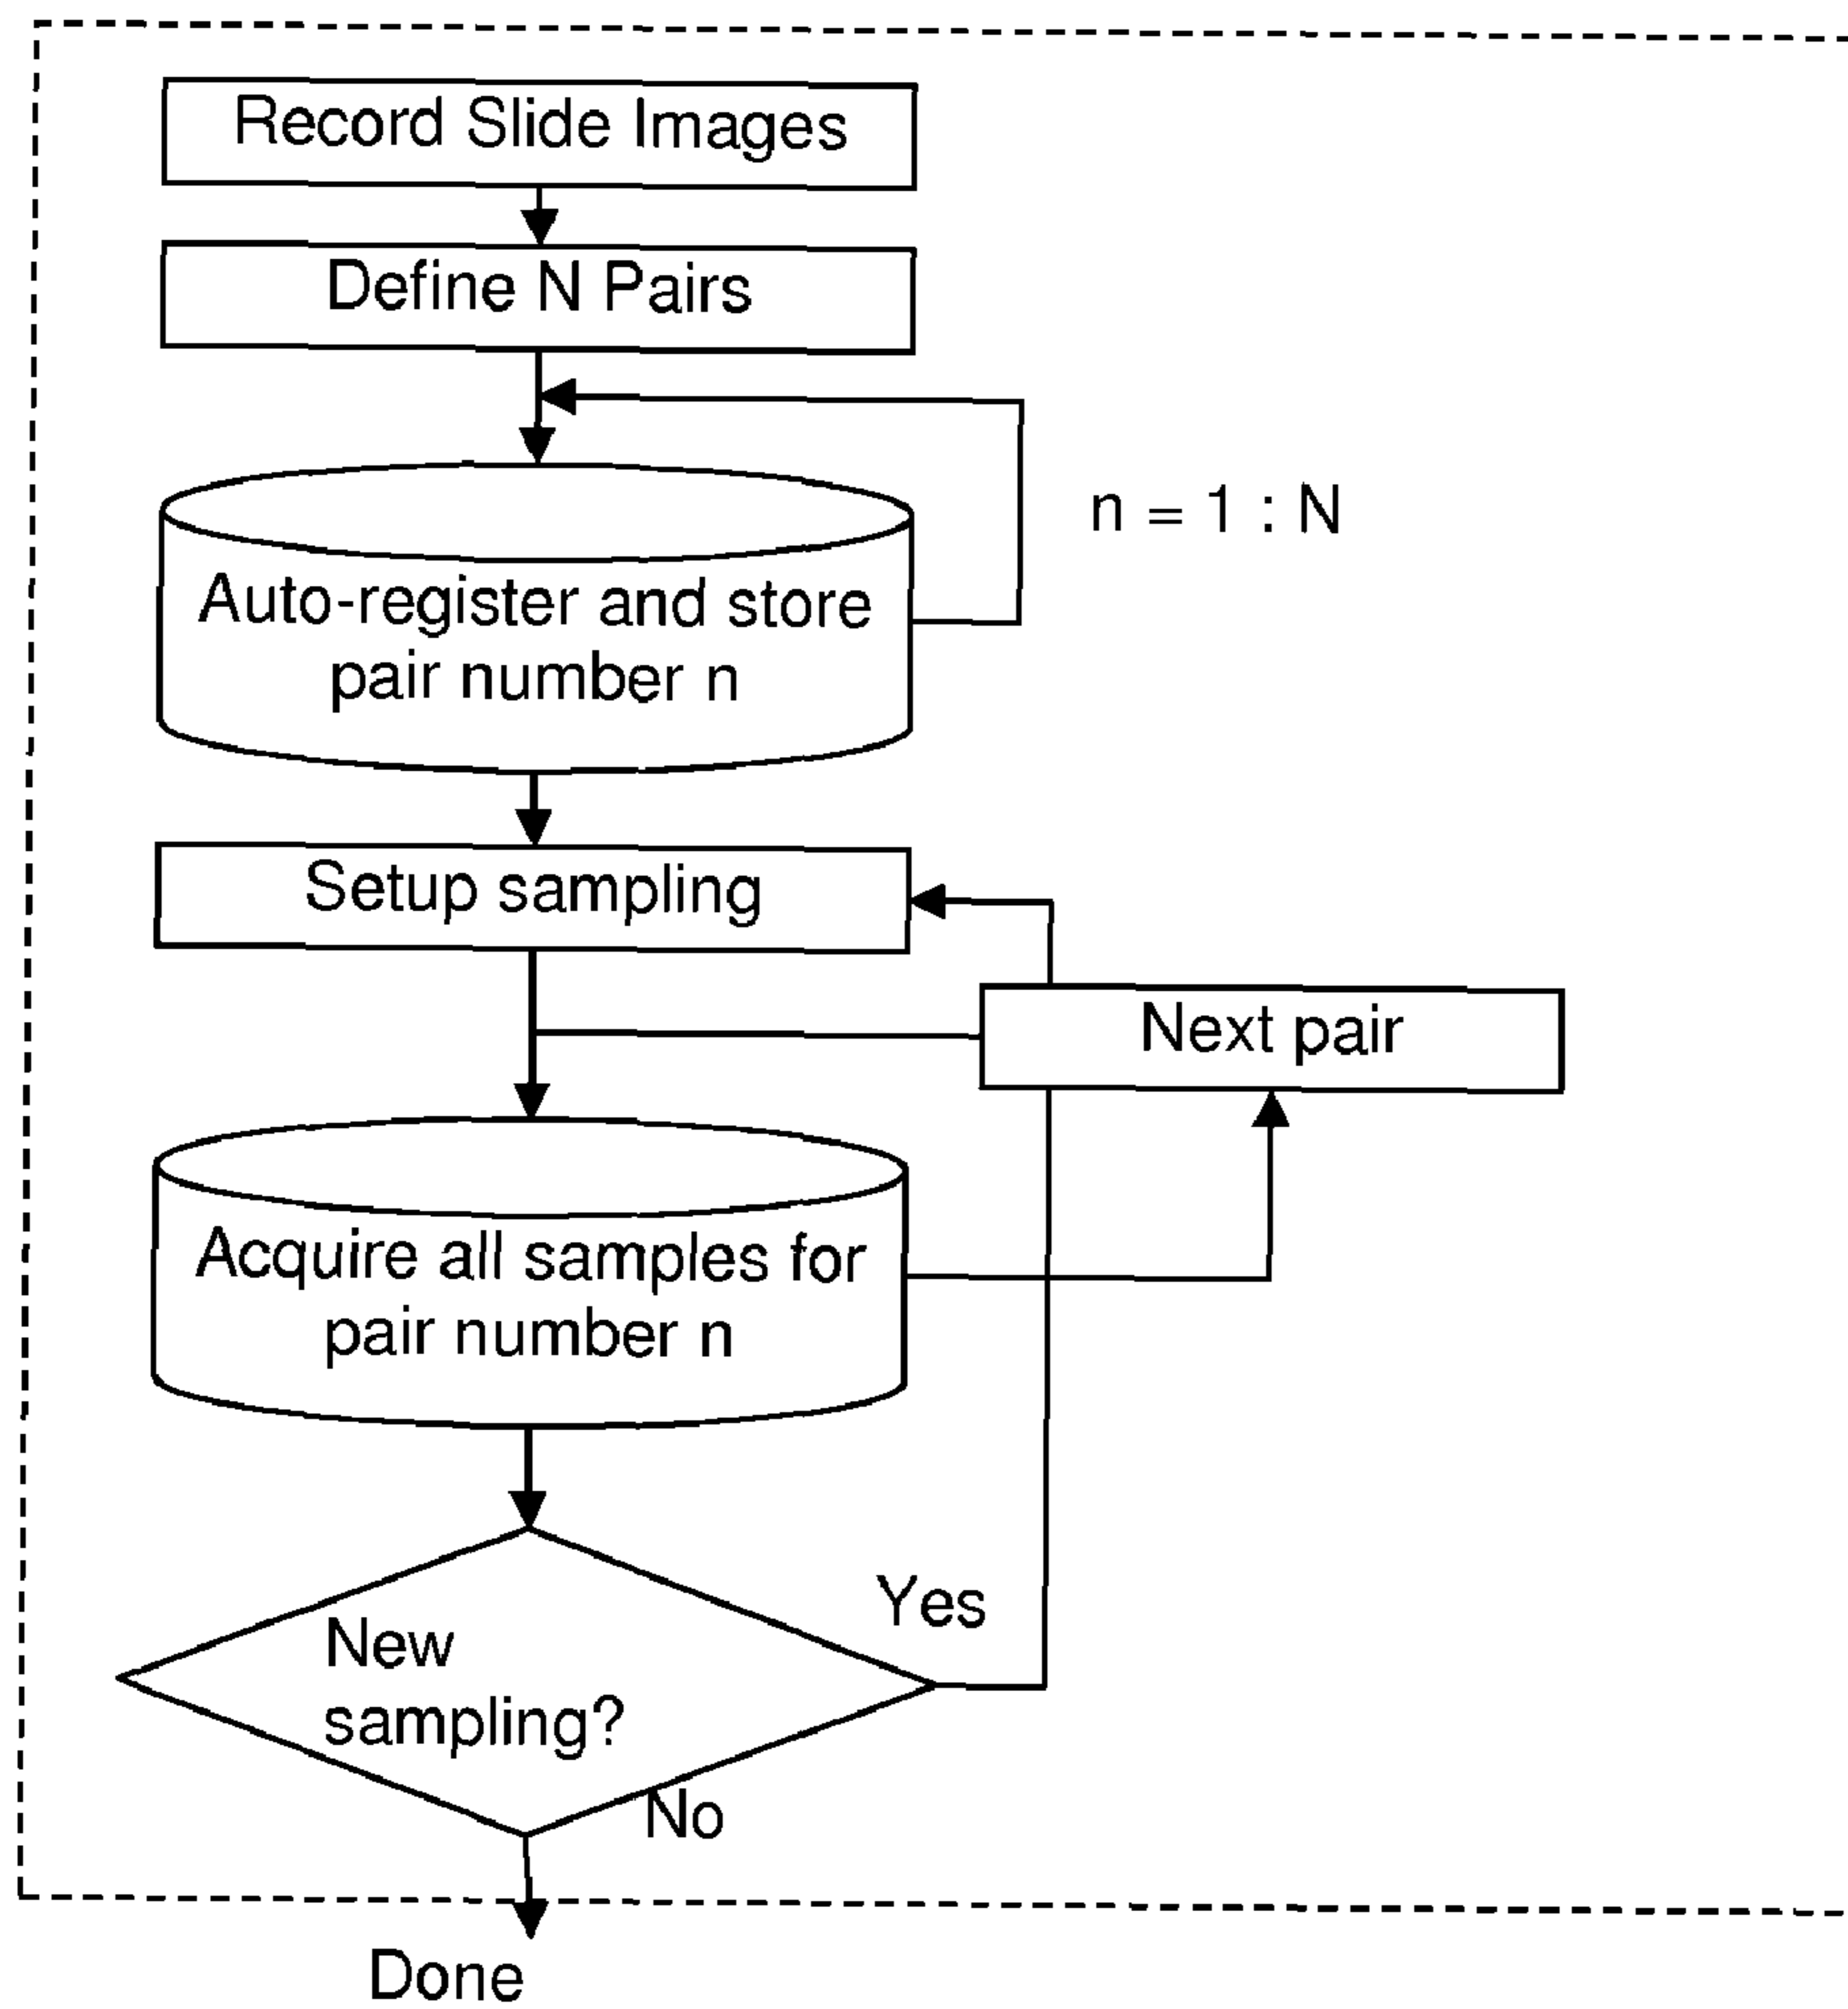 Record Slide Images
Define N Pairs
n = 1 : N
Auto-register and store
pair number n
Setup sampling
Next pair
Acquire all samples for
pair number n
Yes
New
sampling?
No
Done